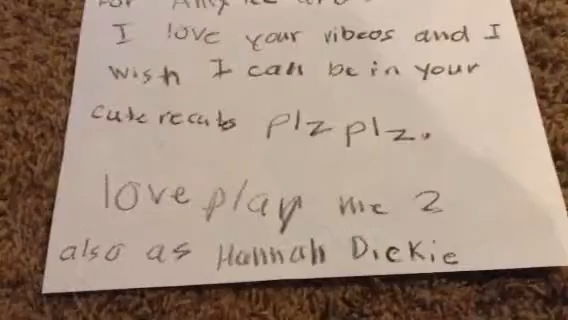 I love your vibeos and I
wish I can be in your
cute recubs plz plz.
love play me 2
also as Hannah Dickie